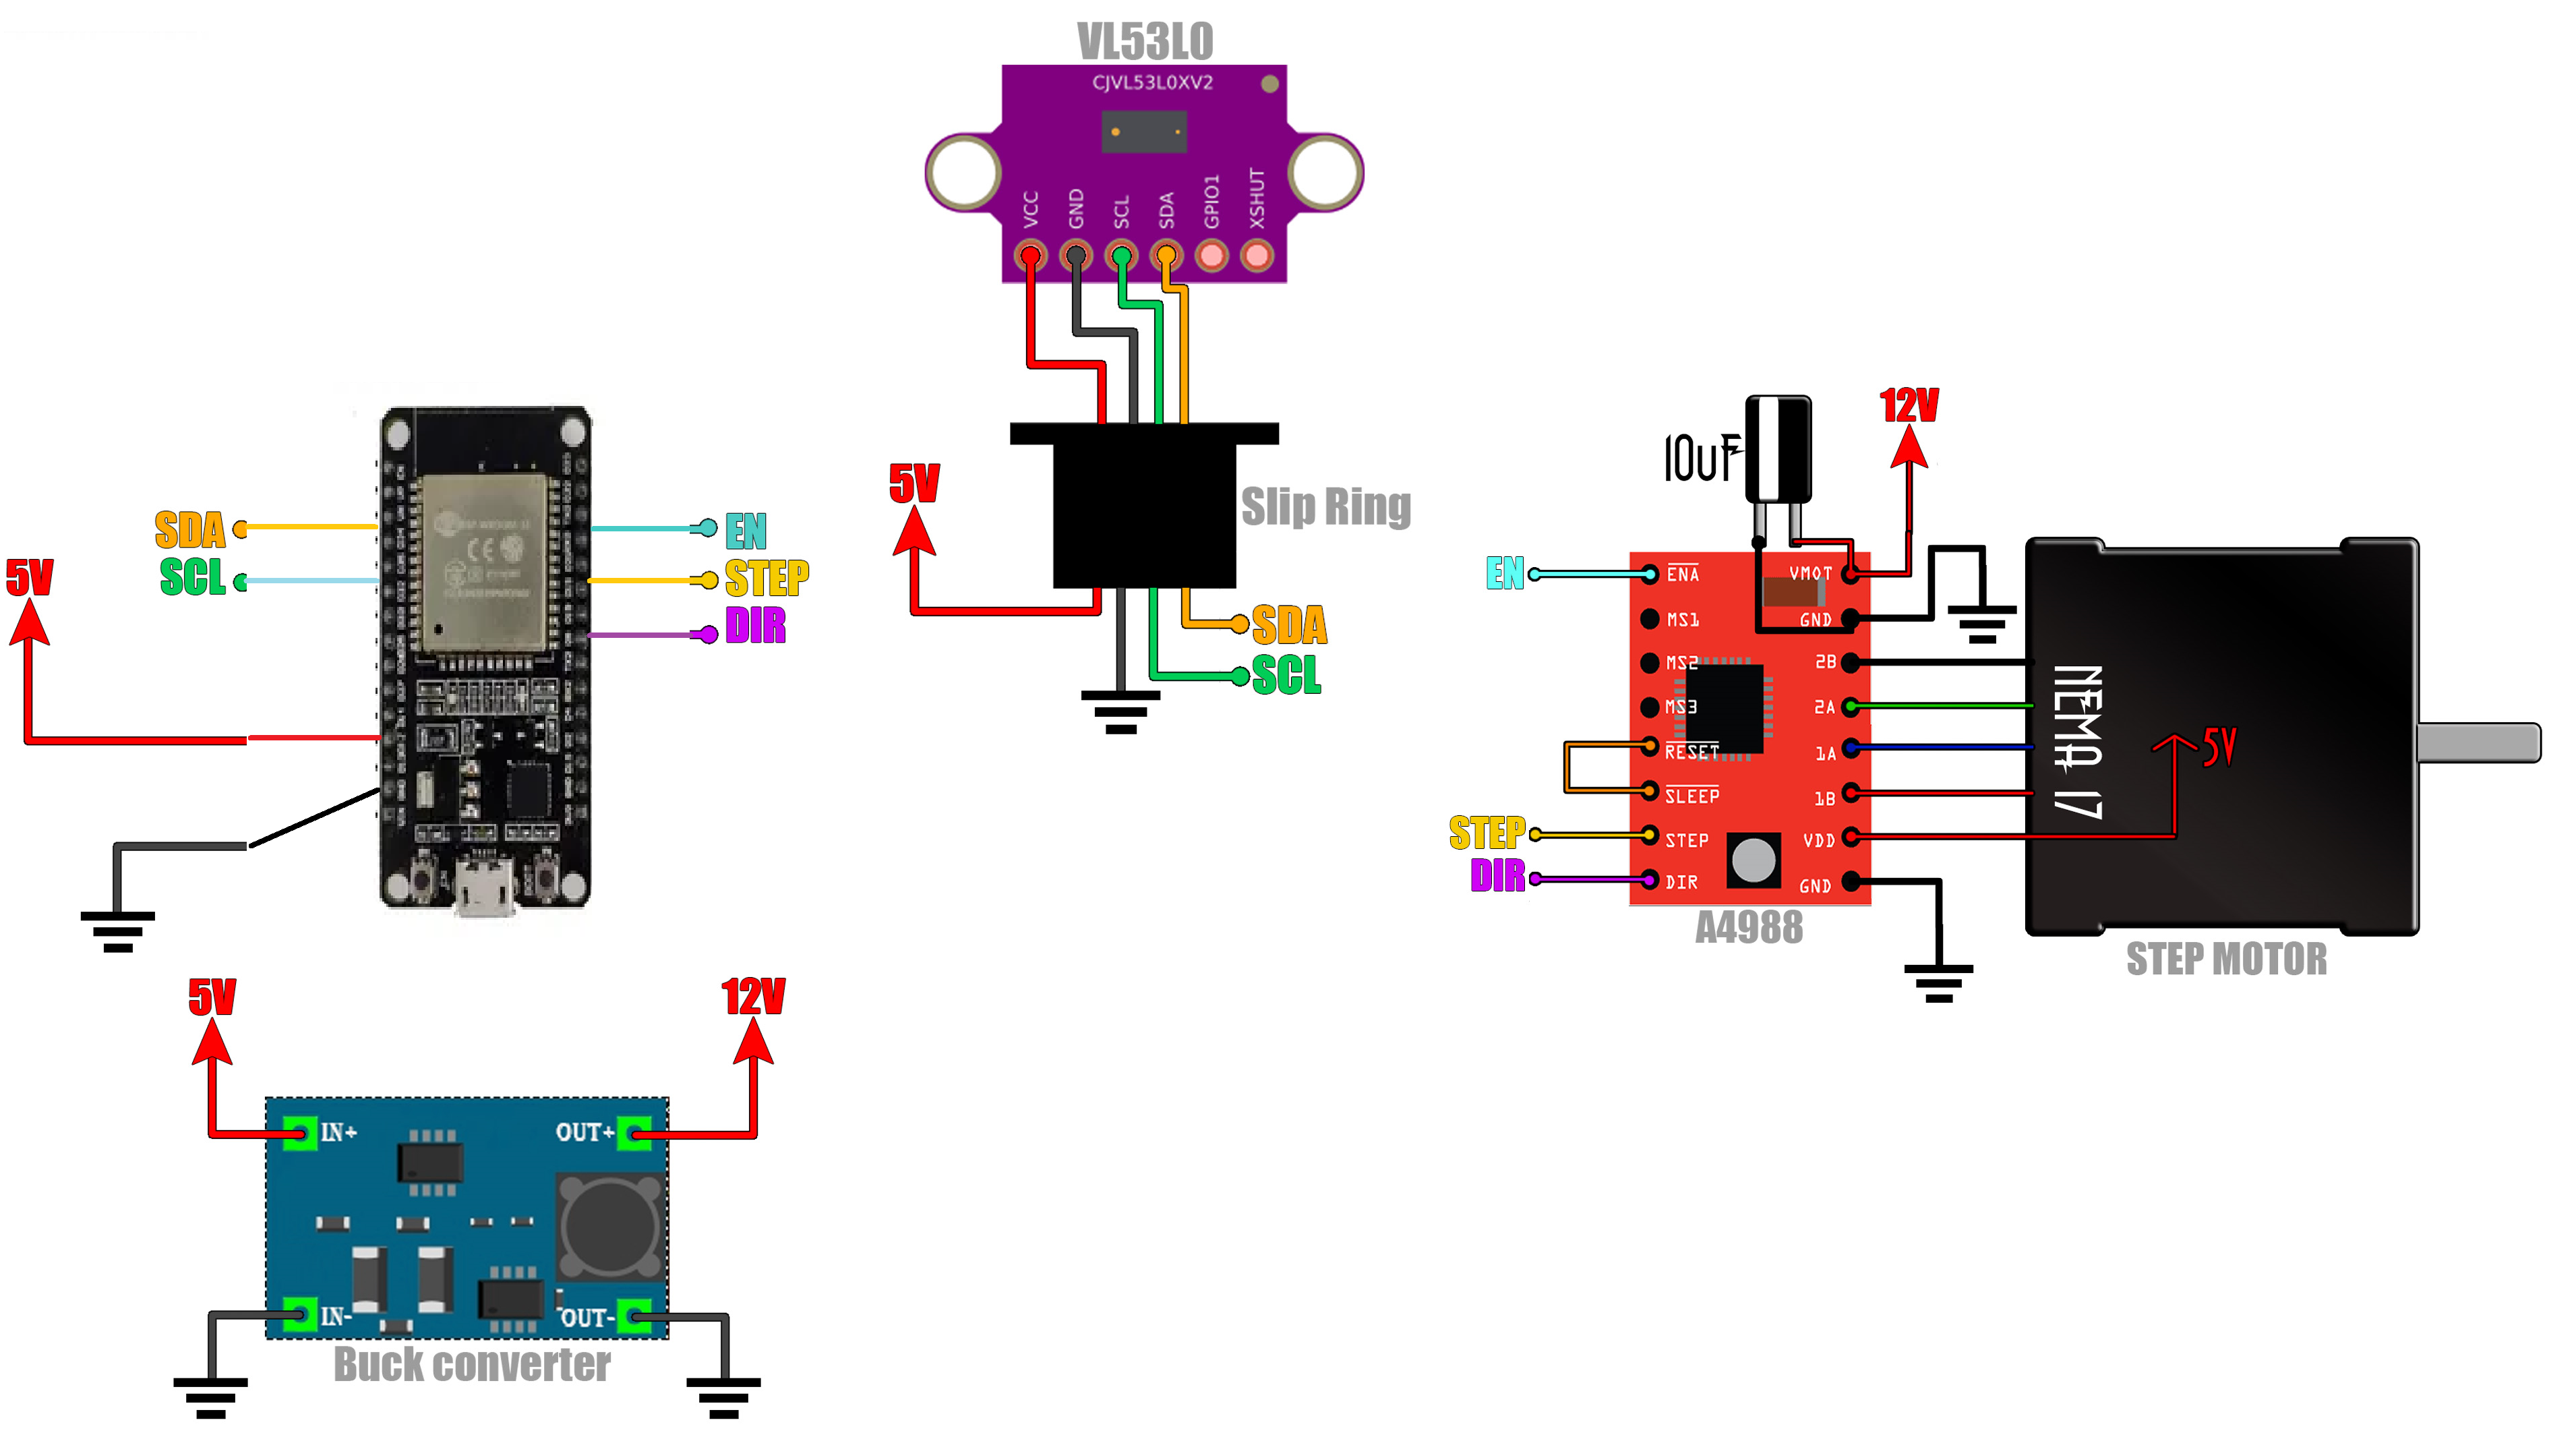 VL53L0
CJVL53L0XV2
VCC
GND
SCL
SDA
GPIO1
XSHUT
5V
Slip Ring
SDA
SCL
SDA
SCL
5V
EN
STEP
DIR
CE
10uF
12V
EN
ENA
MS1
MS2
MS3
RESET
SLEEP
STEP
STEP
DIR
DIR
VMOT
GND
2B
2A
1A
1B
VDD
GND
A4988
NEMA 17
5V
STEP MOTOR
5V
12V
IN+
OUT+
IN-
OUT-
Buck converter